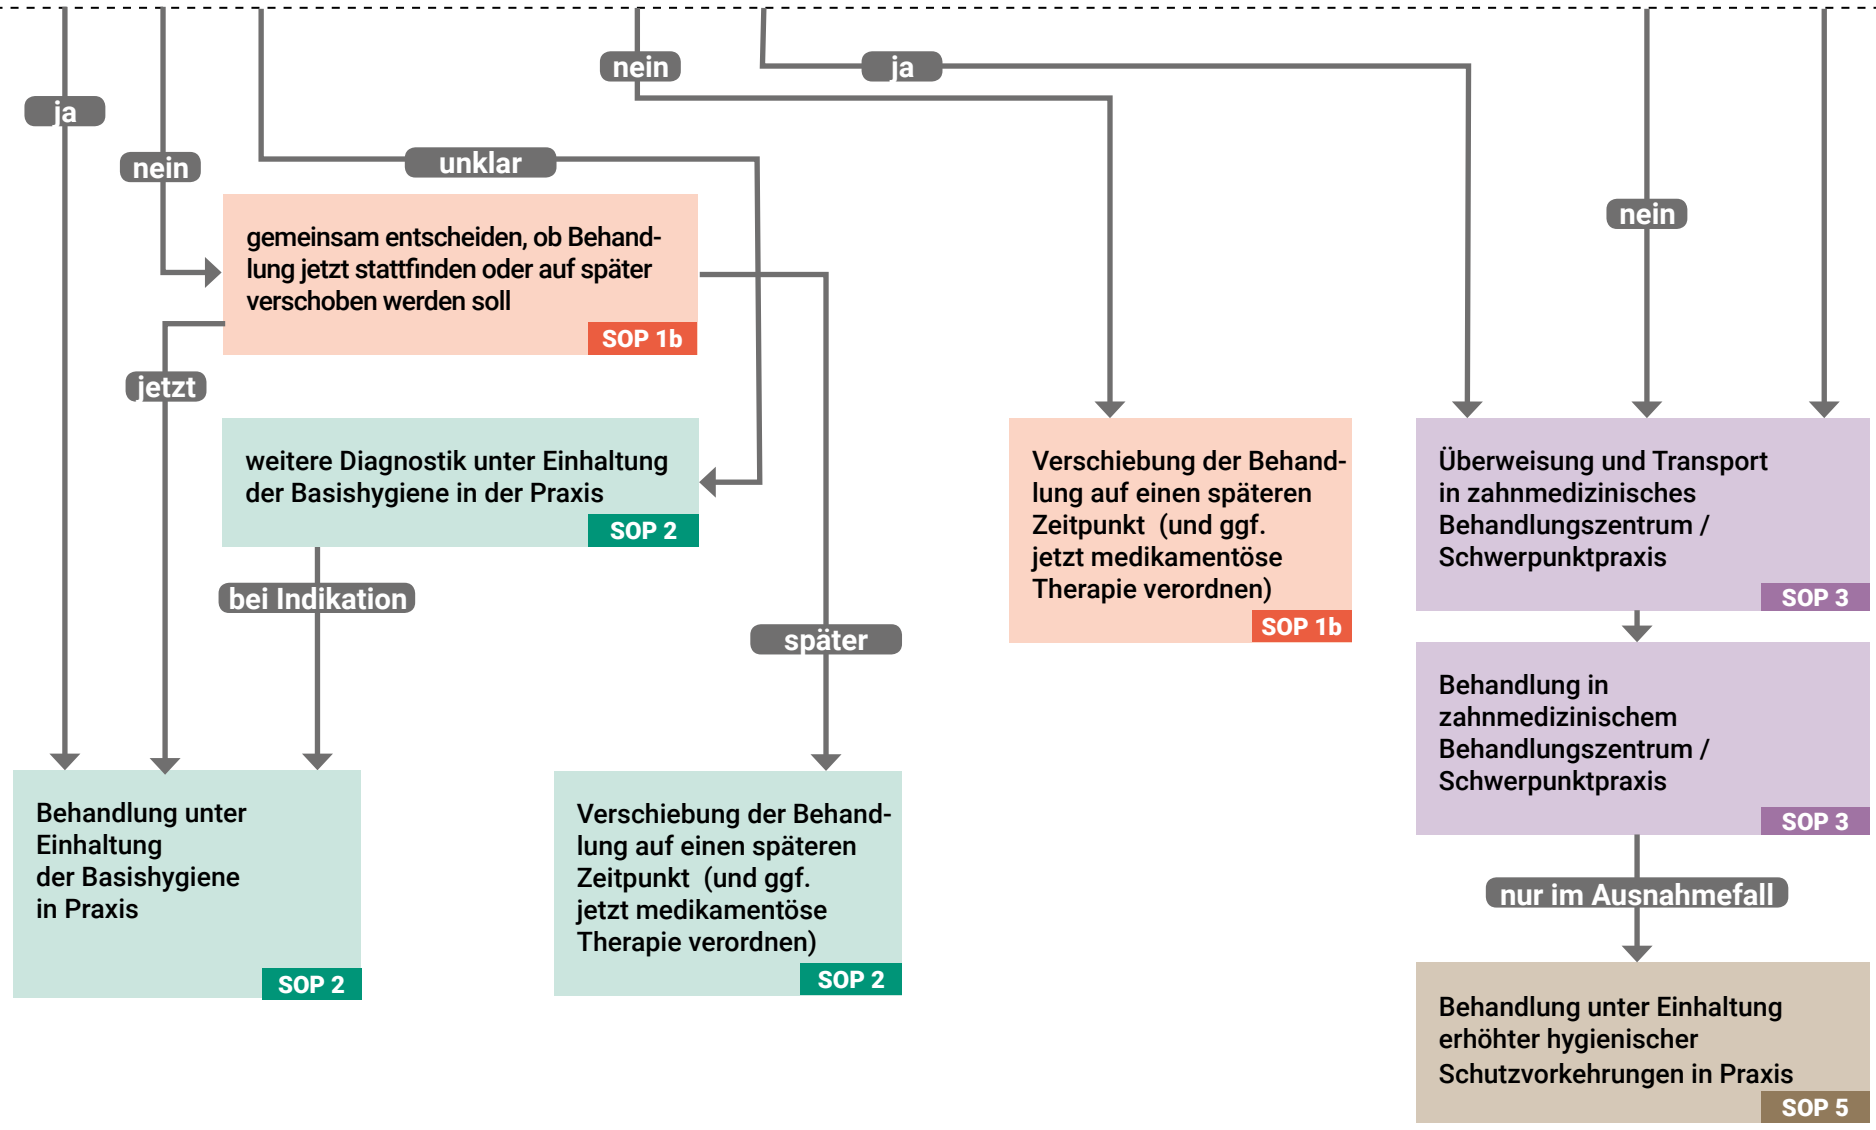 nein
ja
ja
nein
unklar
nein
gemeinsam entscheiden, ob Behand-
lung jetzt stattfinden oder auf später
verschoben werden soll
SOP 1b
jetzt
weitere Diagnostik unter Einhaltung
der Basishygiene in der Praxis
SOP 2
bei Indikation
später
Verschiebung der Behand-
lung auf einen späteren
Zeitpunkt (und ggf.
jetzt medikamentöse
Therapie verordnen)
SOP 1b
Überweisung und Transport
in zahnmedizinisches
Behandlungszentrum /
Schwerpunktpraxis
SOP 3
Behandlung in
zahnmedizinischem
Behandlungszentrum /
Schwerpunktpraxis
SOP 3
Behandlung unter
Einhaltung
der Basishygiene
in Praxis
SOP 2
Verschiebung der Behand-
lung auf einen späteren
Zeitpunkt (und ggf.
jetzt medikamentöse
Therapie verordnen)
SOP 2
nur im Ausnahmefall
Behandlung unter Einhaltung
erhöhter hygienischer
Schutzvorkehrungen in Praxis
SOP 5